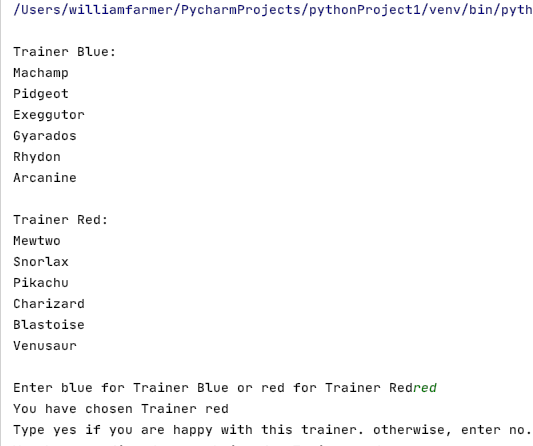 /Users/williamfarmer/PycharmProjects/pythonProject1/venv/bin/pyth
Trainer Blue:
Machamp
Pidgeot
Exeggutor
Gyarados
Rhydon
Arcanine
Trainer Red:
Mewtwo
Snorlax
Pikachu
Charizard
Blastoise
Venusaur
Enter blue for Trainer Blue or red for Trainer Redred
You have chosen Trainer red
Type yes if you are happy with this trainer. otherwise, enter no.